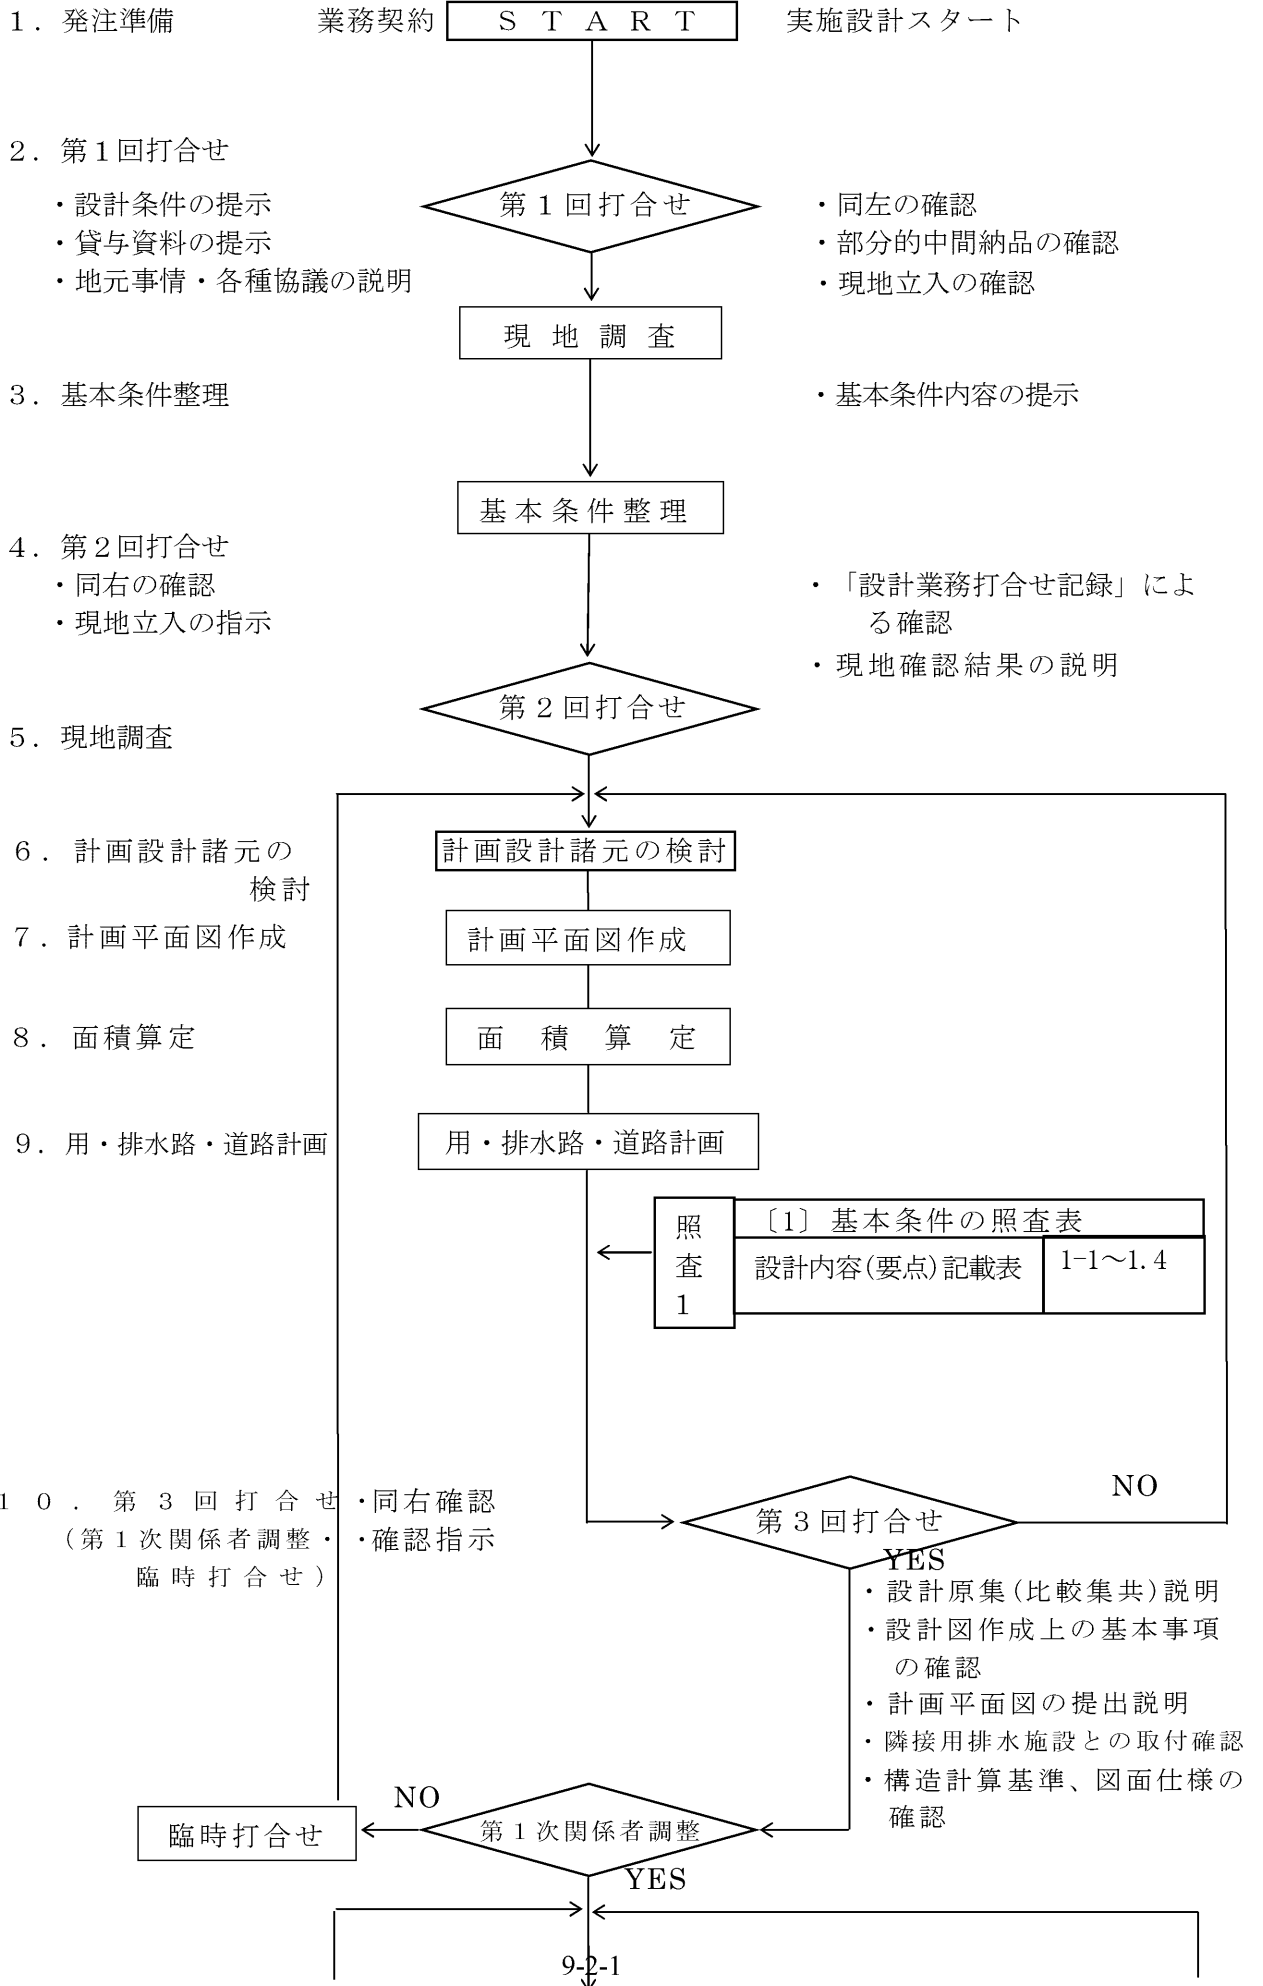 １．発注準備　業務契約　ＳＴＡＲＴ　実施設計スタート
２．第１回打合せ
・設計条件の提示　第１回打合せ　・同左の確認
・貸与資料の提示　・部分的中間納品の確認
・地元事情・各種協議の説明　・現地立入の確認
現地調査
３．基本条件整理　・基本条件内容の提示
基本条件整理
４．第２回打合せ
・同右の確認　・「設計業務打合せ記録」によ
・現地立入の指示　る確認
・現地確認結果の説明
第２回打合せ
５．現地調査
６．計画設計諸元の　計画設計諸元の検討
検討
７．計画平面図作成　計画平面図作成
８．面積算定　面積算定
９．用・排水路・道路計画　用・排水路・道路計画
照査１　〔1〕基本条件の照査表
設計内容(要点)記載表　1-1～1.4
NO
１０．第３回打合せ　・同右確認
第３回打合せ
（第１次関係者調整・　・確認指示
YES
臨時打合せ）
・設計原集(比較集共)説明
・設計図作成上の基本事項
の確認
・計画平面図の提出説明
・隣接用排水施設との取付確認
・構造計算基準、図面仕様の
確認
NO
臨時打合せ　第１次関係者調整
YES
9-2-1